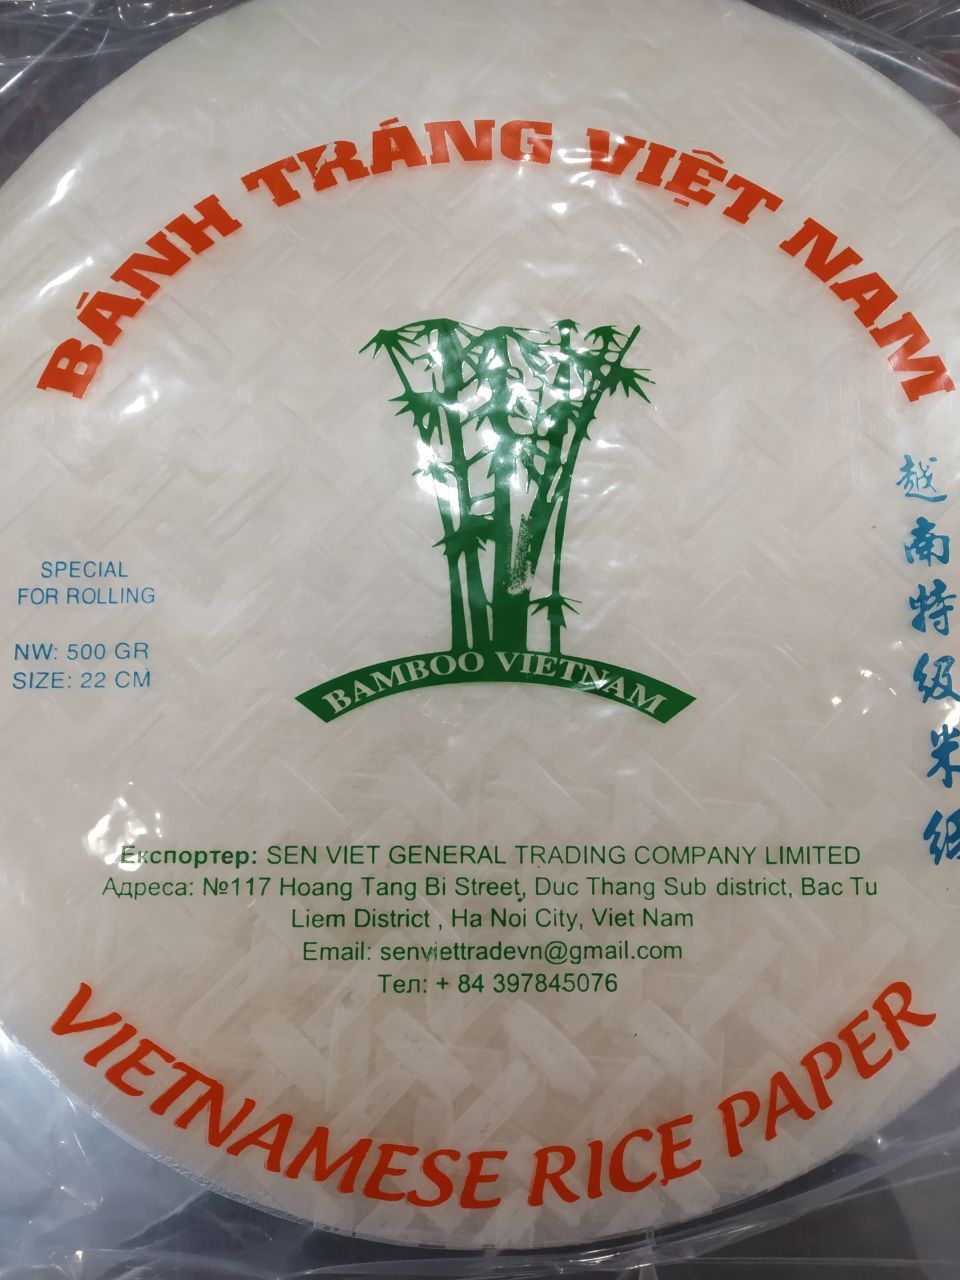 BÁNH TRÁNG VIỆT NAM
BAMBOO VIETNAM
SPECIAL
FOR ROLLING
NW: 500 GR
SIZE: 22 CM
越南特级米纸
Експортер: SEN VIET GENERAL TRADING COMPANY LIMITED
Адреса: №117 Hoang Tang Bi Street, Duc Thang Sub district, Bac Tu
Liem District , Ha Noi City, Viet Nam
Email: senviettradevn@gmail.com
Тел: + 84 397845076
VIETNAMESE RICE PAPER